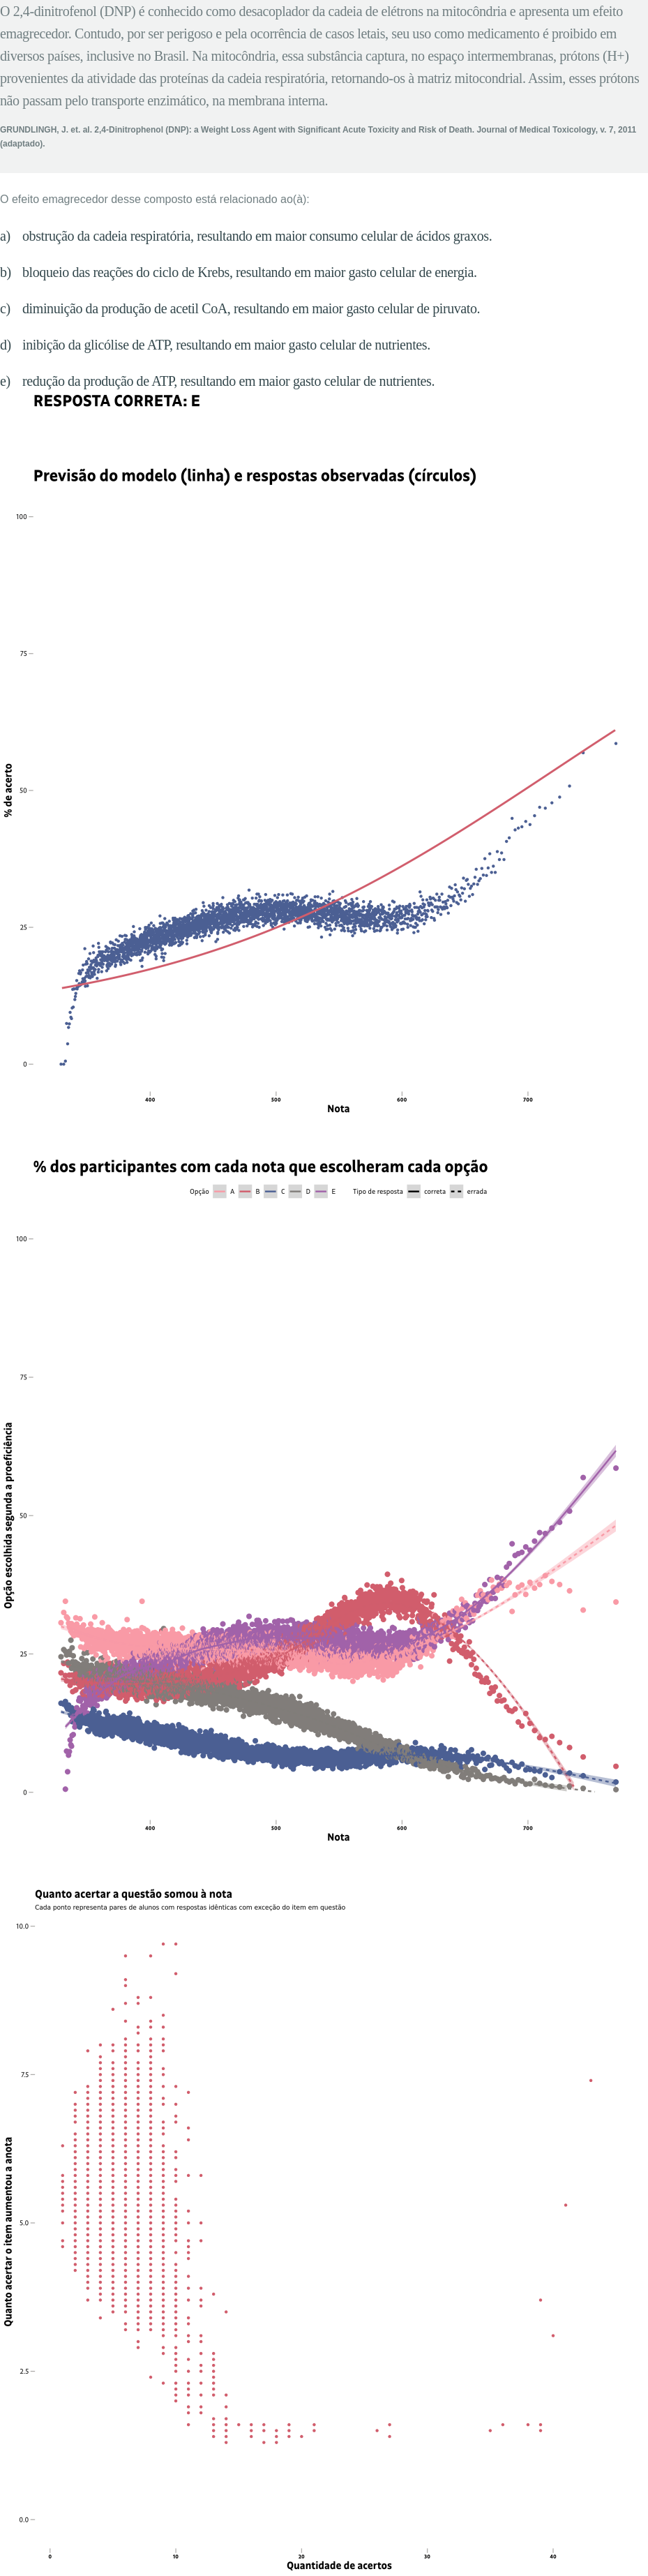 O 2,4-dinitrofenol (DNP) é conhecido como desacoplador da cadeia de elétrons na mitocôndria e apresenta um efeito
emagrecedor. Contudo, por ser perigoso e pela ocorrência de casos letais, seu uso como medicamento é proibido em
diversos países, inclusive no Brasil. Na mitocôndria, essa substância captura, no espaço intermembranas, prótons (H+)
provenientes da atividade das proteínas da cadeia respiratória, retornando-os à matriz mitocondrial. Assim, esses prótons
não passam pelo transporte enzimático, na membrana interna.
GRUNDLINGH, J. et. al. 2,4-Dinitrophenol (DNP): a Weight Loss Agent with Significant Acute Toxicity and Risk of Death. Journal of Medical Toxicology, v. 7, 2011
(adaptado).
O efeito emagrecedor desse composto está relacionado ao(à):
a) obstrução da cadeia respiratória, resultando em maior consumo celular de ácidos graxos.
b) bloqueio das reações do ciclo de Krebs, resultando em maior gasto celular de energia.
c) diminuição da produção de acetil CoA, resultando em maior gasto celular de piruvato.
d) inibição da glicólise de ATP, resultando em maior gasto celular de nutrientes.
e) redução da produção de ATP, resultando em maior gasto celular de nutrientes.
RESPOSTA CORRETA: E
Previsão do modelo (linha) e respostas observadas (círculos)
100
75
50
25
0
% de acerto
400 500 600 700
Nota
% dos participantes com cada nota que escolheram cada opção
Opção A B C D E Tipo de resposta correta errada
100
75
50
25
0
Opção escolhida segunda a proeficiência
400 500 600 700
Nota
Quanto acertar a questão somou à nota
Cada ponto representa pares de alunos com respostas idênticas com exceção do item em questão
10.0
7.5
5.0
2.5
0.0
Quanto acertar o item aumentou a anota
0 10 20 30 40
Quantidade de acertos